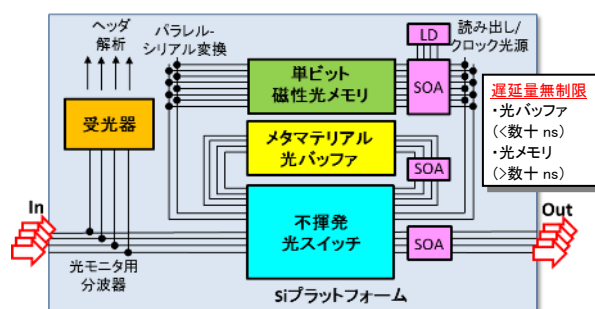 ヘッダ
解析
パラレル-
シリアル変換
LD
読み出し/
クロック光源
単ビット
磁性光メモリ
SOA
遅延量無制限
・光バッファ
(<数十 ns)
・光メモリ
(>数十 ns)
受光器
メタマテリアル
光バッファ
SOA
In
不揮発
光スイッチ
SOA
Out
光モニタ用
分波器
Siプラットフォーム